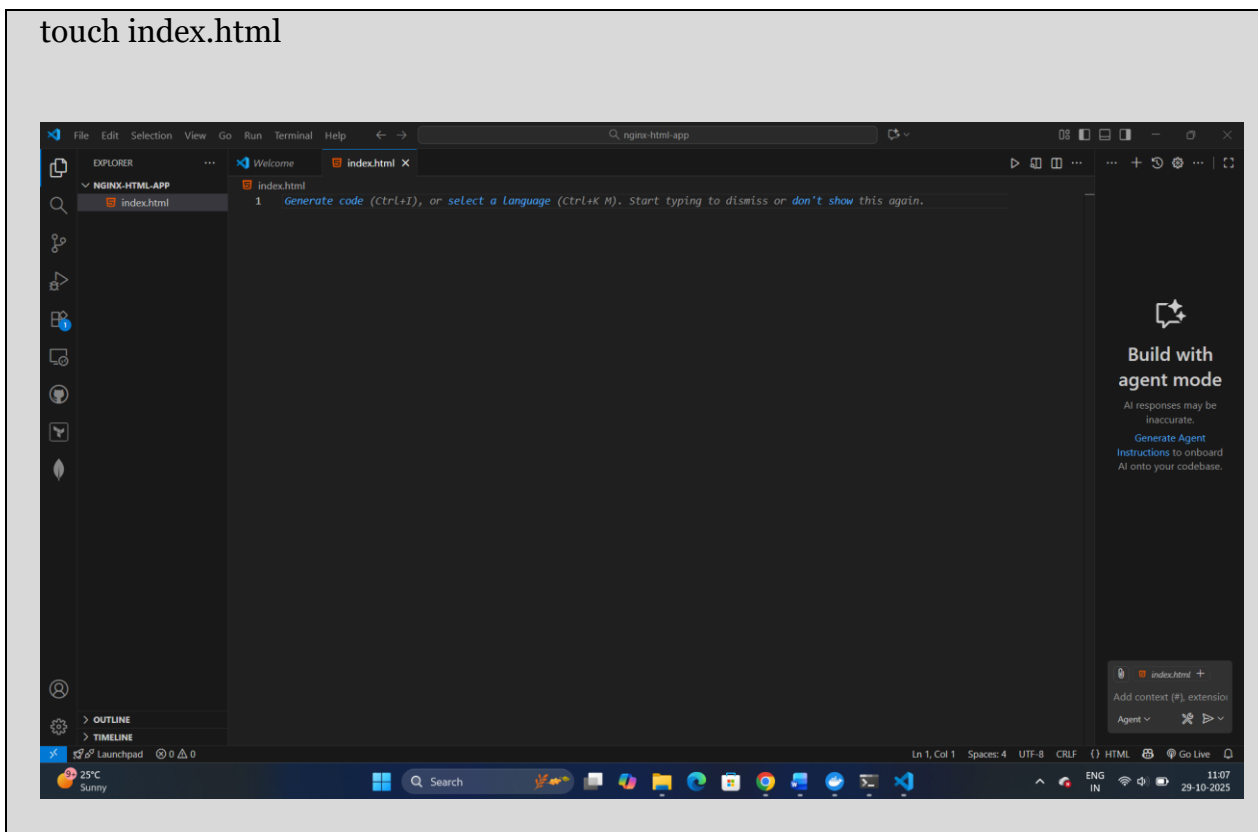 touch index.html
File Edit Selection View Go Run Terminal Help
nginx-html-app
EXPLORER
Welcome
index.html
NGINX-HTML-APP
index.html
index.html
1 Generate code (Ctrl+I), or select a language (Ctrl+K M). Start typing to dismiss or don't show this again.
1
Build with
agent mode
AI responses may be
inaccurate.
Generate Agent
Instructions to onboard
AI onto your codebase.
index.html
Add context (#), extension
Agent
OUTLINE
TIMELINE
Launchpad 0 0
Ln 1, Col 1 Spaces: 4 UTF-8 CRLF {} HTML Go Live
9+
25°C
Sunny
Search
ENG
IN
11:07
29-10-2025